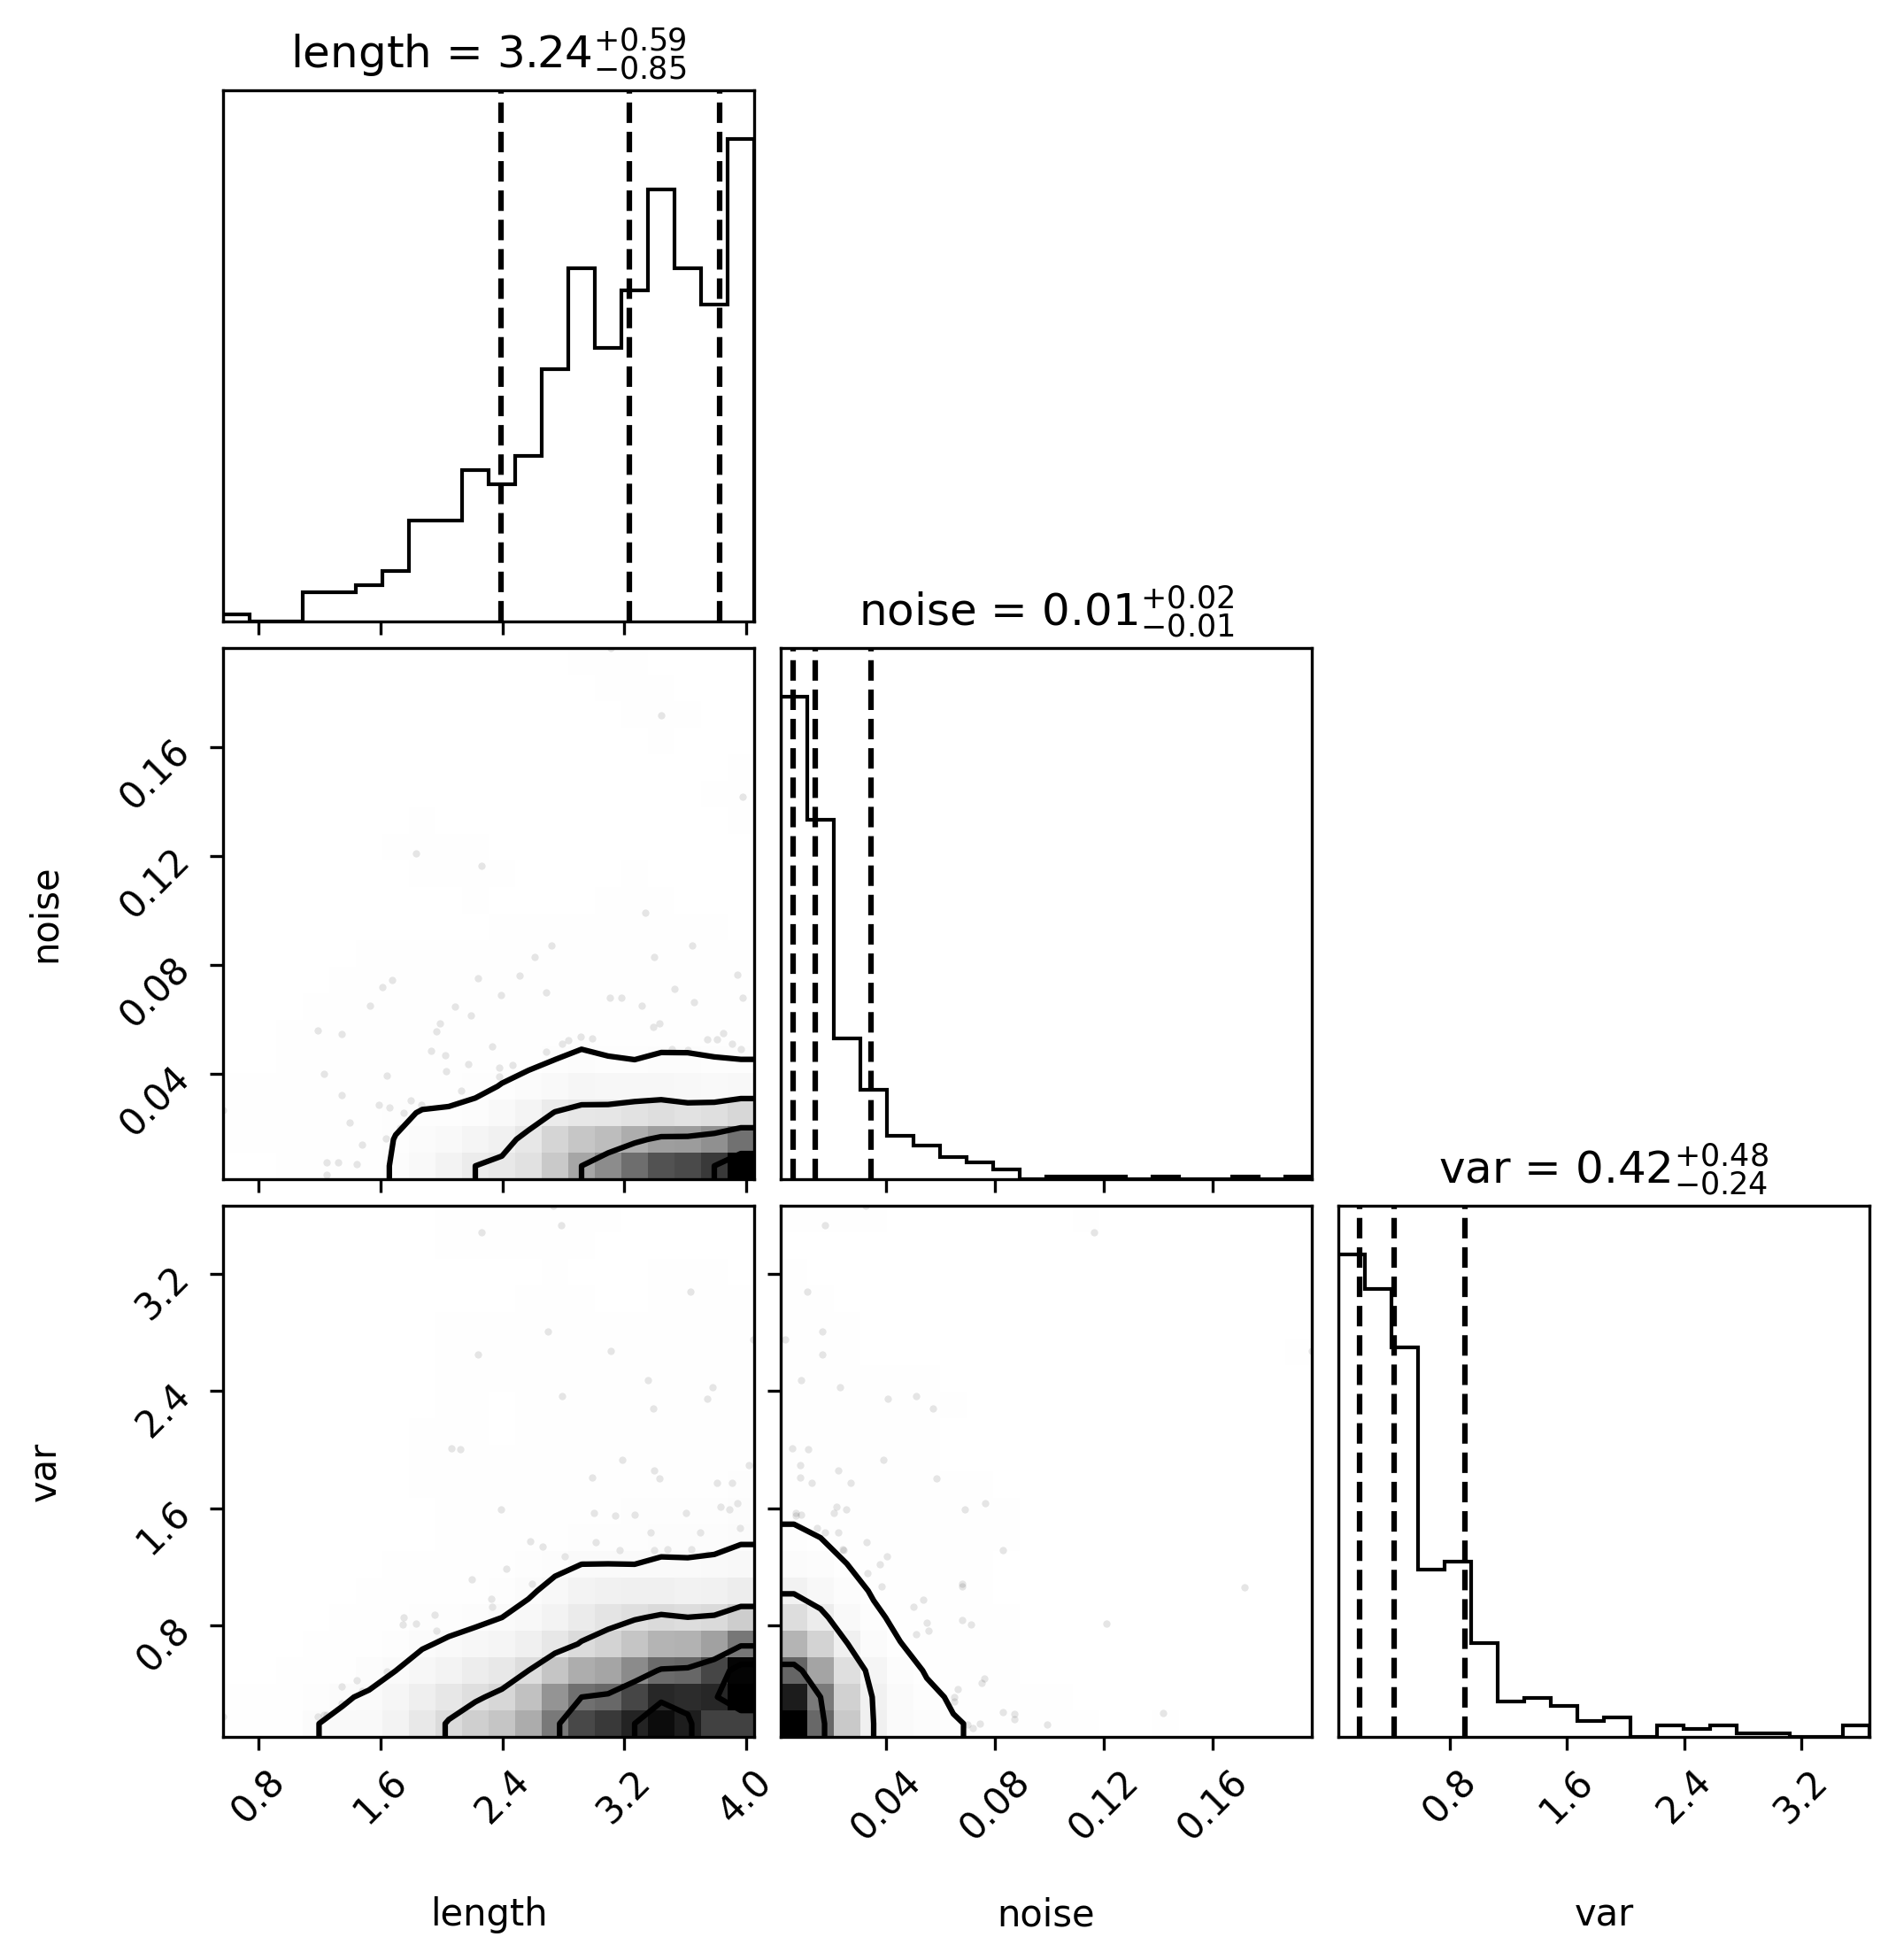 length = 3.24+0.59−0.85
noise = 0.01+0.02−0.01
0.16
0.12
0.08
0.04
noise
var = 0.42+0.48−0.24
3.2
2.4
1.6
0.8
var
0.8 1.6 2.4 3.2 4.0 0.04 0.08 0.12 0.16 0.8 1.6 2.4 3.2
length noise var